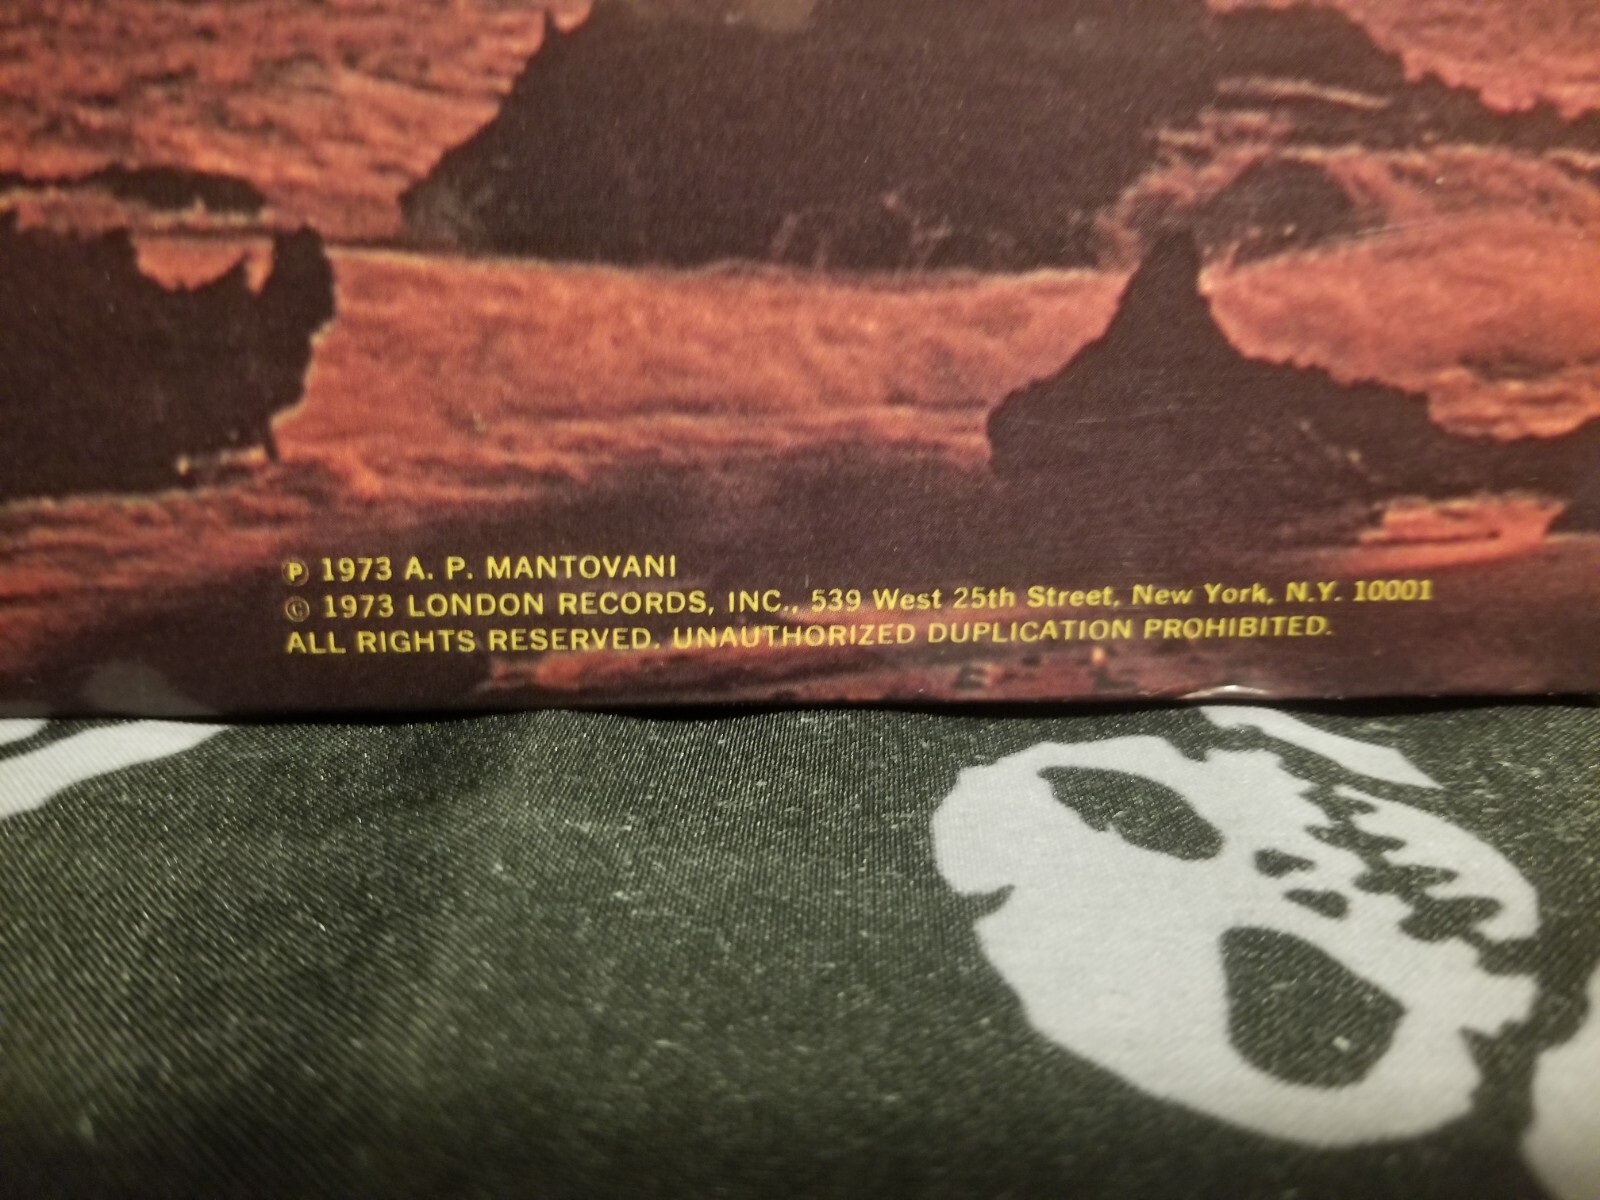 ℗ 1973 A. P. MANTOVANI
© 1973 LONDON RECORDS, INC., 539 West 25th Street, New York, N.Y. 10001
ALL RIGHTS RESERVED. UNAUTHORIZED DUPLICATION PROHIBITED.